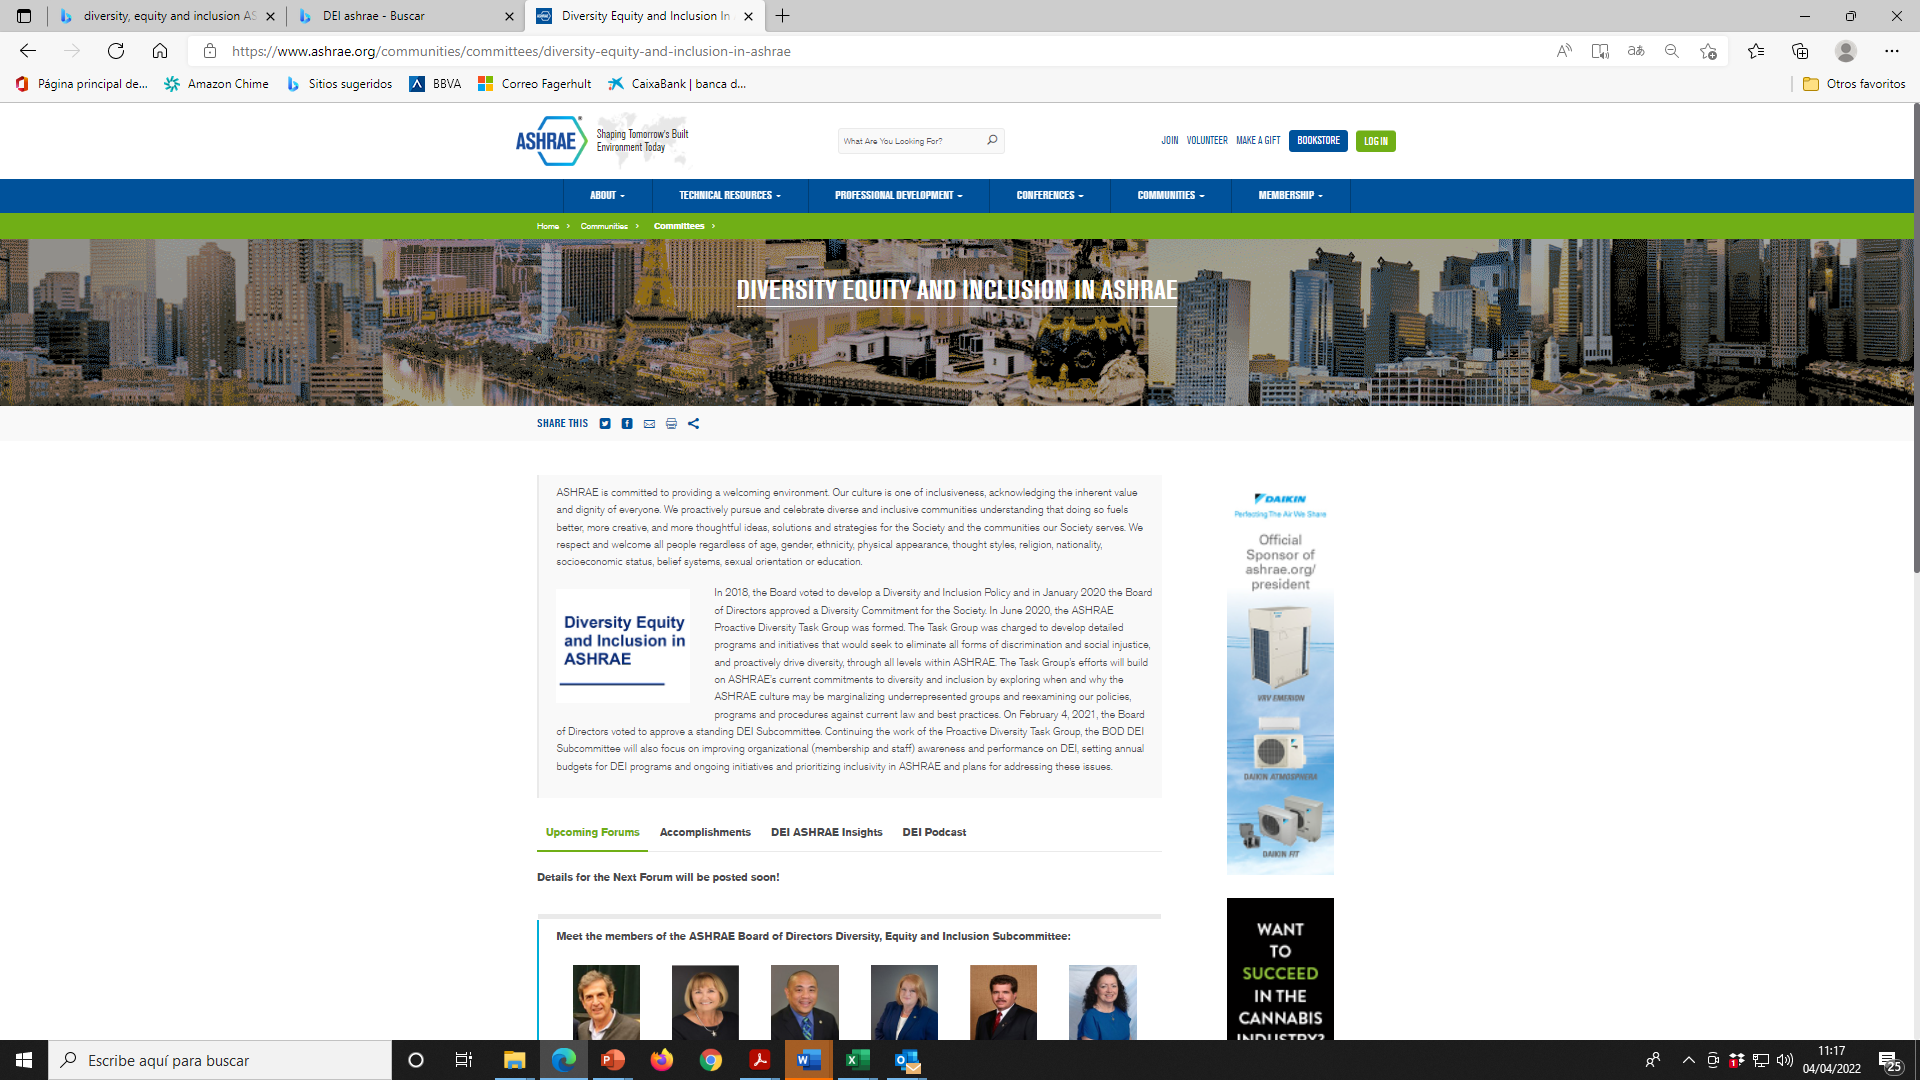 diversity, equity and inclusion AS
DEI ashrae - Buscar
Diversity Equity and Inclusion In
https://www.ashrae.org/communities/committees/diversity-equity-and-inclusion-in-ashrae
Página principal de...
Amazon Chime
Sitios sugeridos
BBVA
Correo Fagerhult
CaixaBank | banca d...
Otros favoritos
ASHRAE
Shaping Tomorrow's Built
Environment Today
What Are You Looking For?
JOIN
VOLUNTEER
MAKE A GIFT
BOOKSTORE
LOG IN
ABOUT
TECHNICAL RESOURCES
PROFESSIONAL DEVELOPMENT
CONFERENCES
COMMUNITIES
MEMBERSHIP
Home › Communities › Committees ›
DIVERSITY EQUITY AND INCLUSION IN ASHRAE
SHARE THIS
ASHRAE is committed to providing a welcoming environment. Our culture is one of inclusiveness, acknowledging the inherent value
and dignity of everyone. We proactively pursue and celebrate diverse and inclusive communities understanding that doing so fuels
better, more creative, and more thoughtful ideas, solutions and strategies for the Society and the communities our Society serves. We
respect and welcome all people regardless of age, gender, ethnicity, physical appearance, thought styles, religion, nationality,
socioeconomic status, belief systems, sexual orientation or education.
Diversity Equity
and Inclusion in
ASHRAE
In 2018, the Board voted to develop a Diversity and Inclusion Policy and in January 2020 the Board
of Directors approved a Diversity Commitment for the Society. In June 2020, the ASHRAE
Proactive Diversity Task Group was formed. The Task Group was charged to develop detailed
programs and initiatives that would seek to eliminate all forms of discrimination and social injustice,
and proactively drive diversity, through all levels within ASHRAE. The Task Group's efforts will build
on ASHRAE's current commitments to diversity and inclusion by exploring when and why the
ASHRAE culture may be marginalizing underrepresented groups and reexamining our policies,
programs and procedures against current law and best practices. On February 4, 2021, the Board
of Directors voted to approve a standing DEI Subcommittee. Continuing the work of the Proactive Diversity Task Group, the BOD DEI
Subcommittee will also focus on improving organizational (membership and staff) awareness and performance on DEI, setting annual
budgets for DEI programs and ongoing initiatives and prioritizing inclusivity in ASHRAE and plans for addressing these issues.
Upcoming Forums
Accomplishments
DEI ASHRAE Insights
DEI Podcast
Details for the Next Forum will be posted soon!
Meet the members of the ASHRAE Board of Directors Diversity, Equity and Inclusion Subcommittee:
DAIKIN
Perfecting The Air We Share
Official
Sponsor of
ashrae.org/
president
VRV EMERION
DAIKIN ATMOSPHERA
DAIKIN FIT
WANT
TO
SUCCEED
IN THE
CANNABIS
INDUSTRY?
Escribe aquí para buscar
11:17
04/04/2022
25